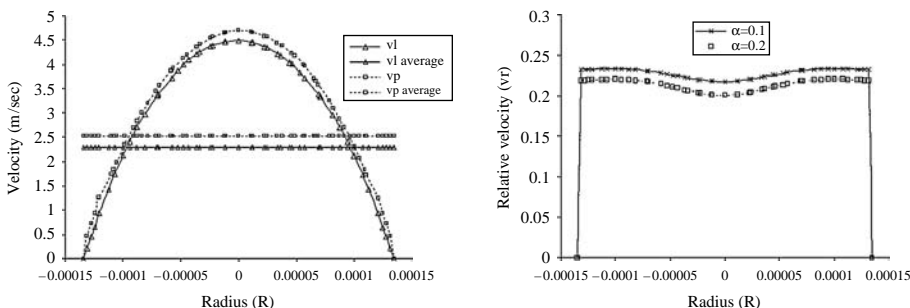 5
4.5
4
3.5
3
2.5
2
1.5
1
0.5
0
Velocity (m/sec)
−0.00015 −0.0001 −0.00005 0 0.00005 0.0001 0.00015
Radius (R)
vl
vl average
vp
vp average
0.3
0.25
0.2
0.15
0.1
0.05
0
Relative velocity (vr)
−0.00015 −0.0001 −0.00005 0 0.00005 0.0001 0.00015
Radius (R)
α=0.1
α=0.2